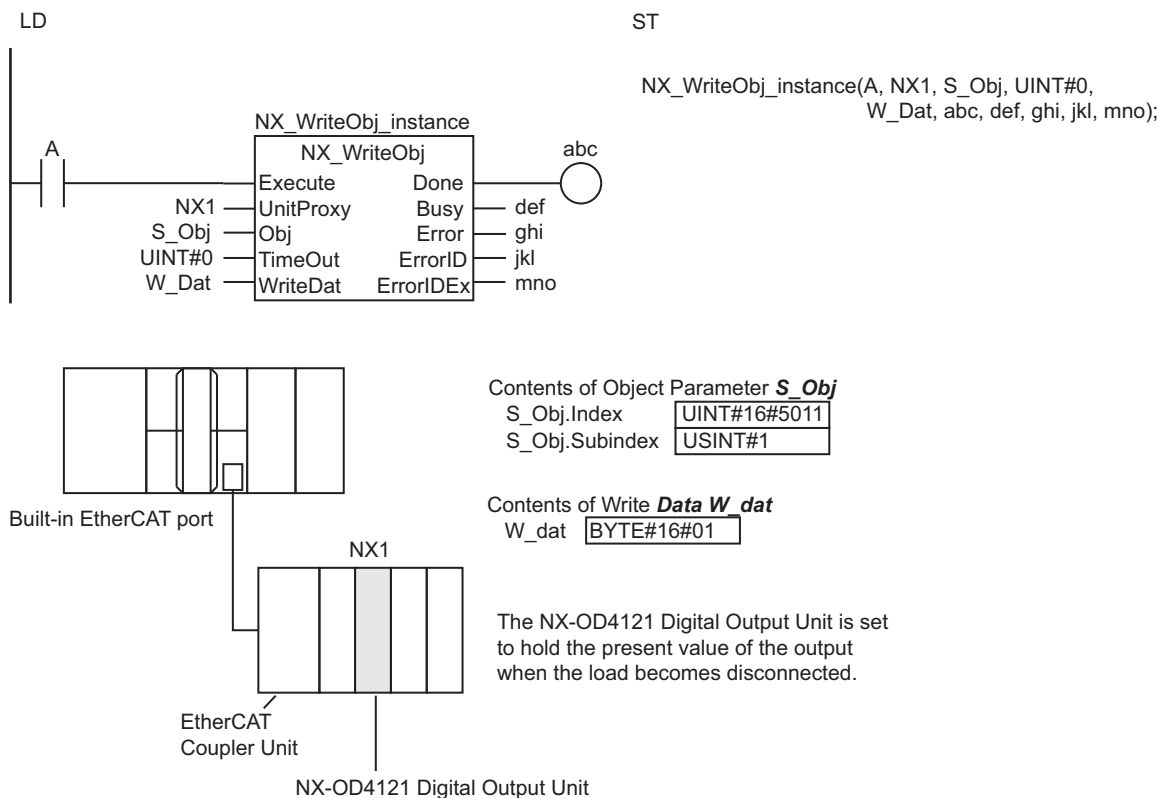 LD
ST
NX_WriteObj_instance(A, NX1, S_Obj, UINT#0,
W_Dat, abc, def, ghi, jkl, mno);
NX_WriteObj_instance
A
NX_WriteObj
abc
Execute
Done
NX1
UnitProxy
Busy
def
S_Obj
Obj
Error
ghi
UINT#0
TimeOut
ErrorID
jkl
W_Dat
WriteDat
ErrorIDEx
mno
Contents of Object Parameter S_Obj
S_Obj.Index UINT#16#5011
S_Obj.Subindex USINT#1
Contents of Write Data W_dat
W_dat BYTE#16#01
Built-in EtherCAT port
NX1
The NX-OD4121 Digital Output Unit is set
to hold the present value of the output
when the load becomes disconnected.
EtherCAT
Coupler Unit
NX-OD4121 Digital Output Unit